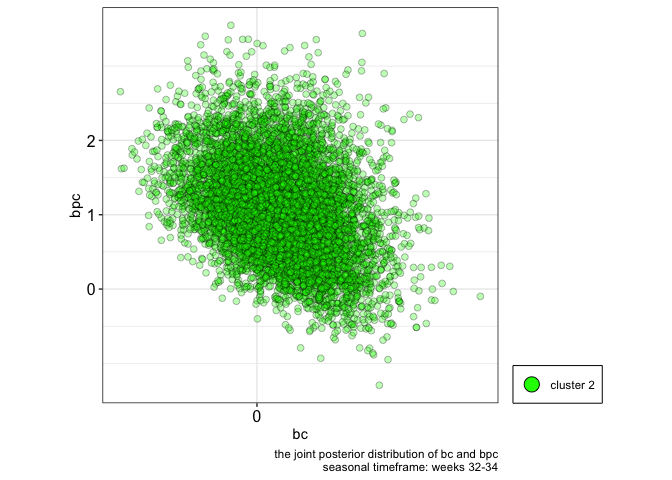 bpc
2
1
0
0
bc
cluster 2
the joint posterior distribution of bc and bpc
seasonal timeframe: weeks 32-34